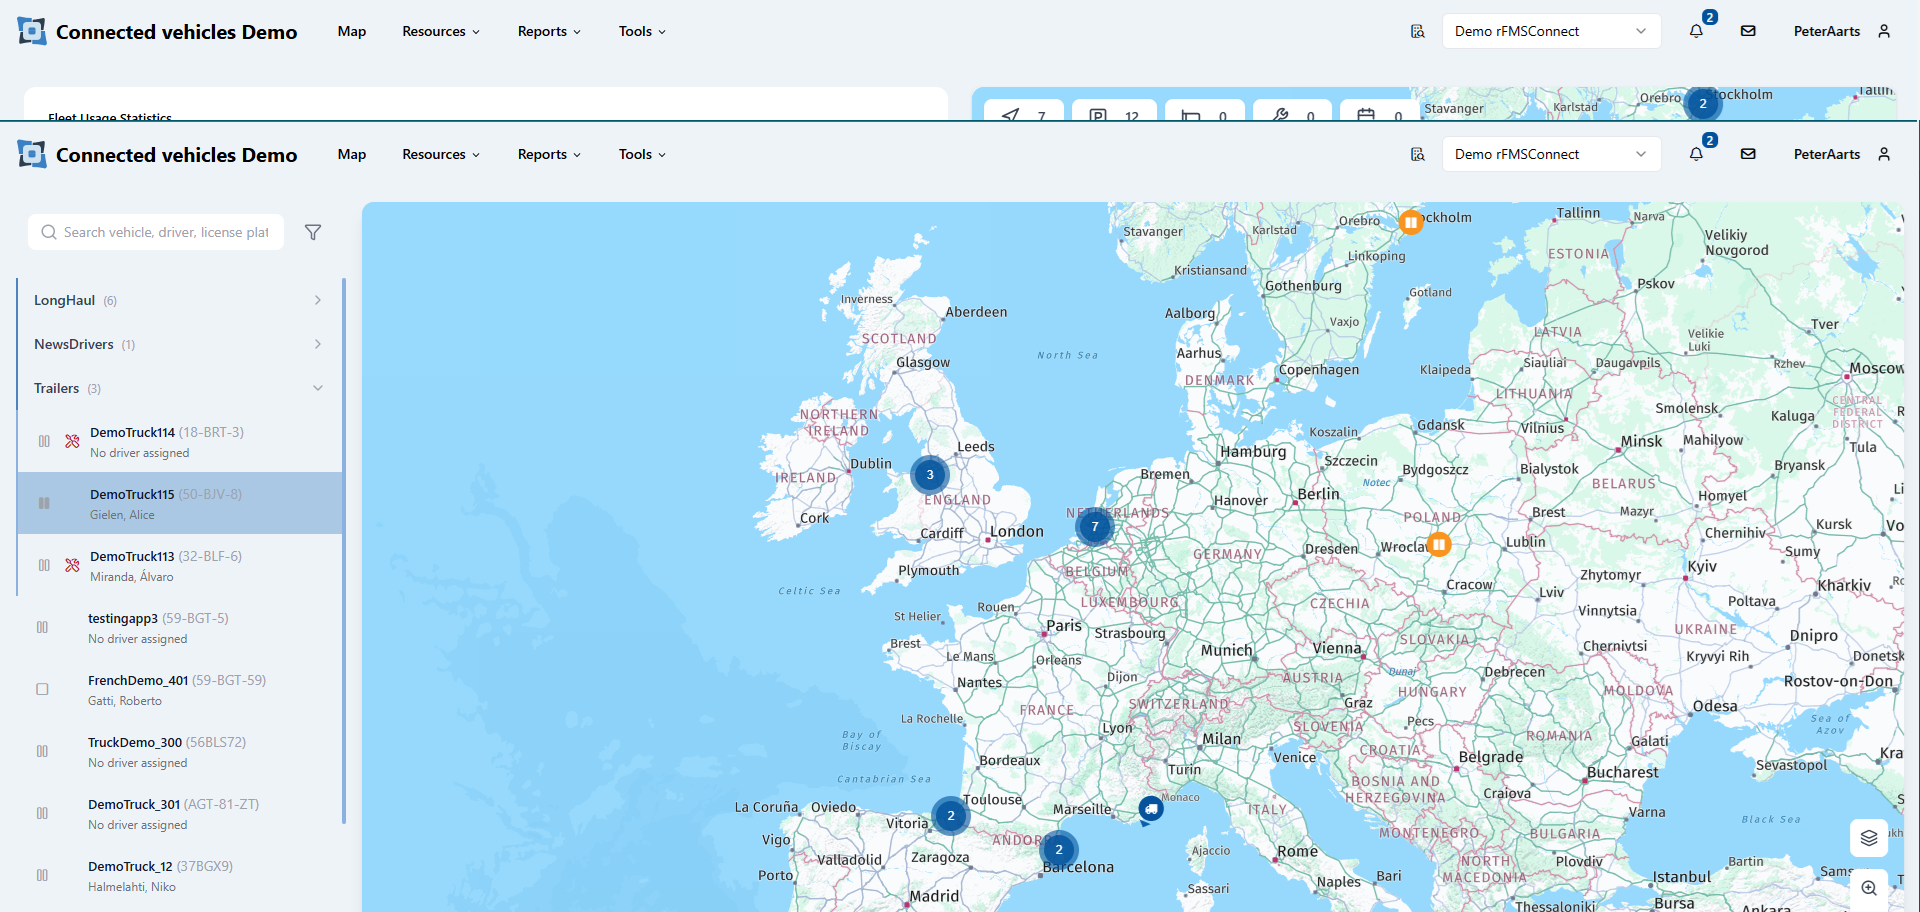 Connected vehicles Demo
Map
Resources
Reports
Tools
Demo rFMSConnect
2
PeterAarts
Fleet Usage Statistics
7
12
0
0
0
Stavanger
Karlstad
Orebro
Stockholm
2
Tallinn
Connected vehicles Demo
Map
Resources
Reports
Tools
Demo rFMSConnect
2
PeterAarts
Search vehicle, driver, license plat
LongHaul (6)
NewsDrivers (1)
Trailers (3)
DemoTruck114 (18-BRT-3)
No driver assigned
DemoTruck115 (50-BJV-8)
Gielen, Alice
DemoTruck113 (32-BLF-6)
Miranda, Álvaro
testingapp3 (59-BGT-5)
No driver assigned
FrenchDemo_401 (59-BGT-59)
Gatti, Roberto
TruckDemo_300 (56BLS72)
No driver assigned
DemoTruck_301 (AGT-81-ZT)
No driver assigned
DemoTruck_12 (37BGX9)
Halmelahti, Niko
Stavanger
Karlstad
Orebro
ockholm
Tallinn
Narva
Velikiy
Novgorod
Linkoping
ESTONIA
Kristiansand
Gothenburg
Gotland
Pskov
Inverness
Aberdeen
Aalborg
Vaxjo
LATVIA
Velikie
Luki
Tver
SCOTLAND
North Sea
Glasgow
Aarhus
DENMARK
Copenhagen
Klaipeda
Siauliai
Daugavpils
Rzhev
Moscow
LITHUANIA
CENTRAL
FEDERAL
DISTRICT
Smolensk
Kaluga
NORTHERN
IRELAND
Koszalin
Gdansk
Vilnius
Minsk
Mahilyow
Tula
Leeds
Hamburg
Szczecin
Bydgoszcz
Bialystok
Bryansk
Dublin
IRELAND
3
Bremen
Notec
BELARUS
ENGLAND
Hanover
Berlin
Homyel
Cork
NETHERLANDS
7
POLAND
Brest
Mazyr
Chernihiv
Kursk
Cardiff
London
GERMANY
Dresden
Wrocla
Lublin
Sumy
Plymouth
BELGIUM
Cracow
Zhytomyr
Kyiv
Kharkiv
Celtic Sea
LUXEMBOURG
CZECHIA
Lviv
Poltava
St Helier
Rouen
Vinnytsia
Paris
Strasbourg
SLOVAKIA
UKRAINE
Dnipro
Brest
Le Mans
Orleans
Munich
Vienna
Chernivtsi
Kryvyi Rih
Donetsk
Nantes
Dijon
AUSTRIA
Dunaj
Debrecen
Rostov-on-Don
FRANCE
SWITZERLAND
Graz
HUNGARY
MOLDOVA
Odesa
La Rochelle
Lyon
SLOVENIA
Pecs
Sea of
Azov
Bay of
Biscay
Milan
CROATIA
ROMANIA
Galati
Bordeaux
Turin
Venice
Belgrade
Sevastopol
Cantabrian Sea
BOSNIA AND
HERZEGOVINA
Bucharest
Craiova
La Coruña
Oviedo
Toulouse
Marseille
Monaco
ITALY
Varna
Vitoria
2
Black Sea
Vigo
ANDOR
MONTENEGRO
BULGARIA
Valladolid
Zaragoza
2
Ajaccio
Rome
NORTH
MACEDONIA
Plovdiv
Bartin
Porto
Barcelona
Naples
Bari
Istanbul
Madrid
Sassari
Thessaloniki
Bursa
Ankara